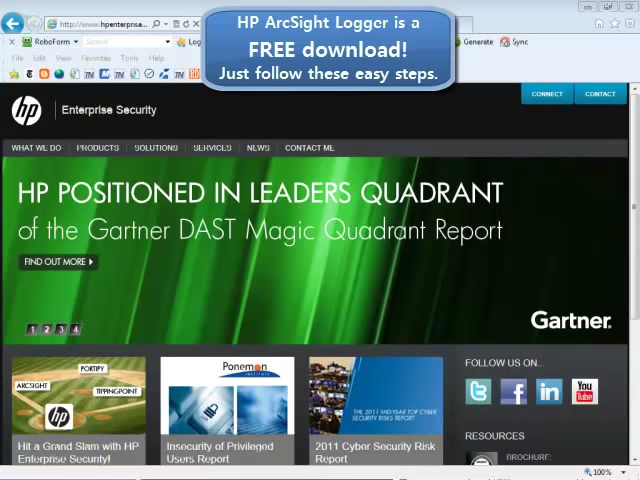 HP ArcSight Logger is a
FREE download!
Just follow these easy steps.
http://www.hpenterprise...
RoboForm
Search
Log
Generate
Sync
File Edit View Favorites Tools Help
CONNECT CONTACT
hp Enterprise Security
WHAT WE DO PRODUCTS SOLUTIONS SERVICES NEWS CONTACT ME
HP POSITIONED IN LEADERS QUADRANT
of the Gartner DAST Magic Quadrant Report
FIND OUT MORE
1 2 3 4
Gartner
FORTIFY
ARCSIGHT
TIPPINGPOINT
hp
Hit a Grand Slam with HP
Enterprise Security!
Ponemon
INSTITUTE
Insecurity of Privileged
Users Report
THE 2011 MID-YEAR TOP CYBER
SECURITY RISKS REPORT
2011 Cyber Security Risk
Report
FOLLOW US ON...
You
Tube
RESOURCES
BROCHURE:
100%